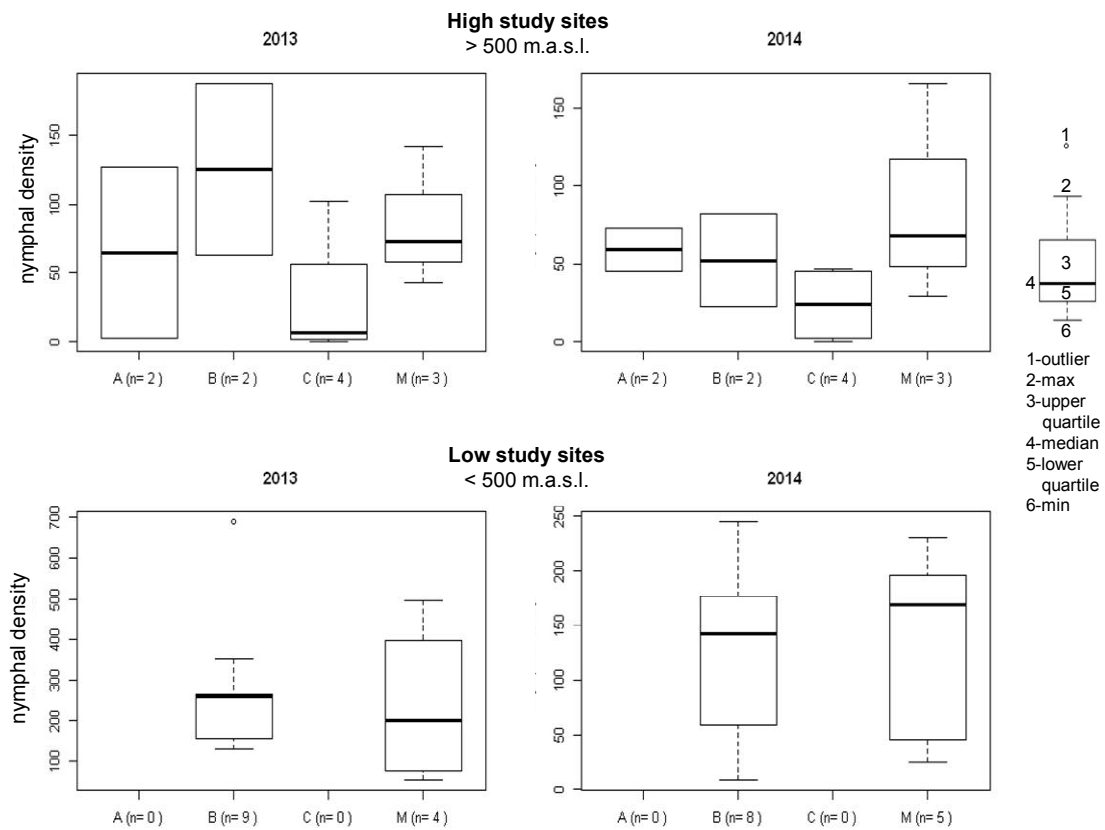 High study sites
> 500 m.a.s.l.
2013
2014
nymphal density
150
100
50
0
A (n= 2 )
B (n= 2 )
C (n= 4 )
M (n= 3 )
150
100
50
0
A (n= 2 )
B (n= 2 )
C (n= 4 )
M (n= 3 )
1
2
3
4
5
6
1-outlier
2-max
3-upper
quartile
4-median
5-lower
quartile
6-min
Low study sites
< 500 m.a.s.l.
2013
2014
nymphal density
700
600
500
400
300
200
100
A (n= 0 )
B (n= 9 )
C (n= 0 )
M (n= 4 )
250
200
150
100
50
0
A (n= 0 )
B (n= 8 )
C (n= 0 )
M (n= 5 )